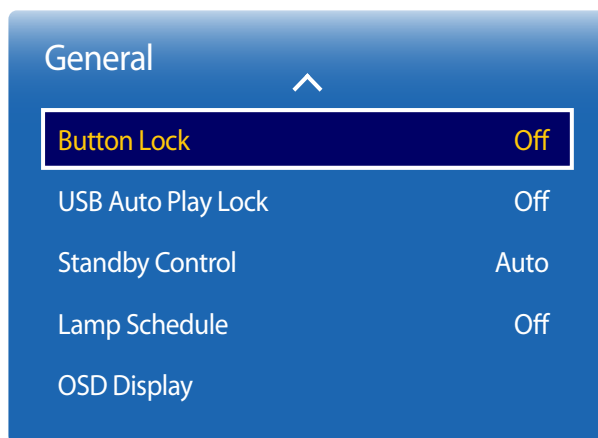 General
Button Lock Off
USB Auto Play Lock Off
Standby Control Auto
Lamp Schedule Off
OSD Display